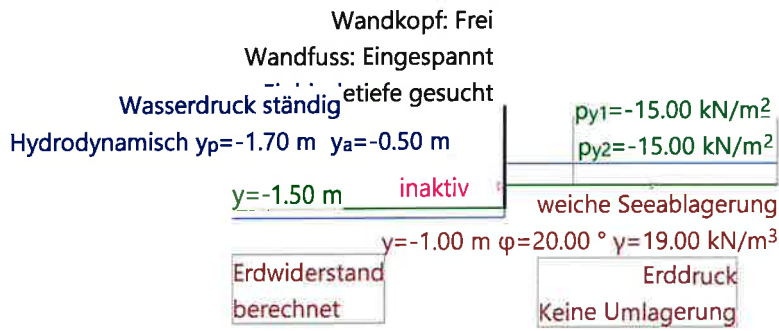 Wandkopf: Frei
Wandfuss: Eingespannt
etiefe gesucht
Wasserdruck ständig
Hydrodynamisch yp=-1.70 m ya=-0.50 m
py1=-15.00 kN/m²
py2=-15.00 kN/m²
y=-1.50 m
inaktiv
weiche Seeablagerung
y=-1.00 m φ=20.00 ° γ=19.00 kN/m³
Erdwiderstand
berechnet
Erddruck
Keine Umlagerung